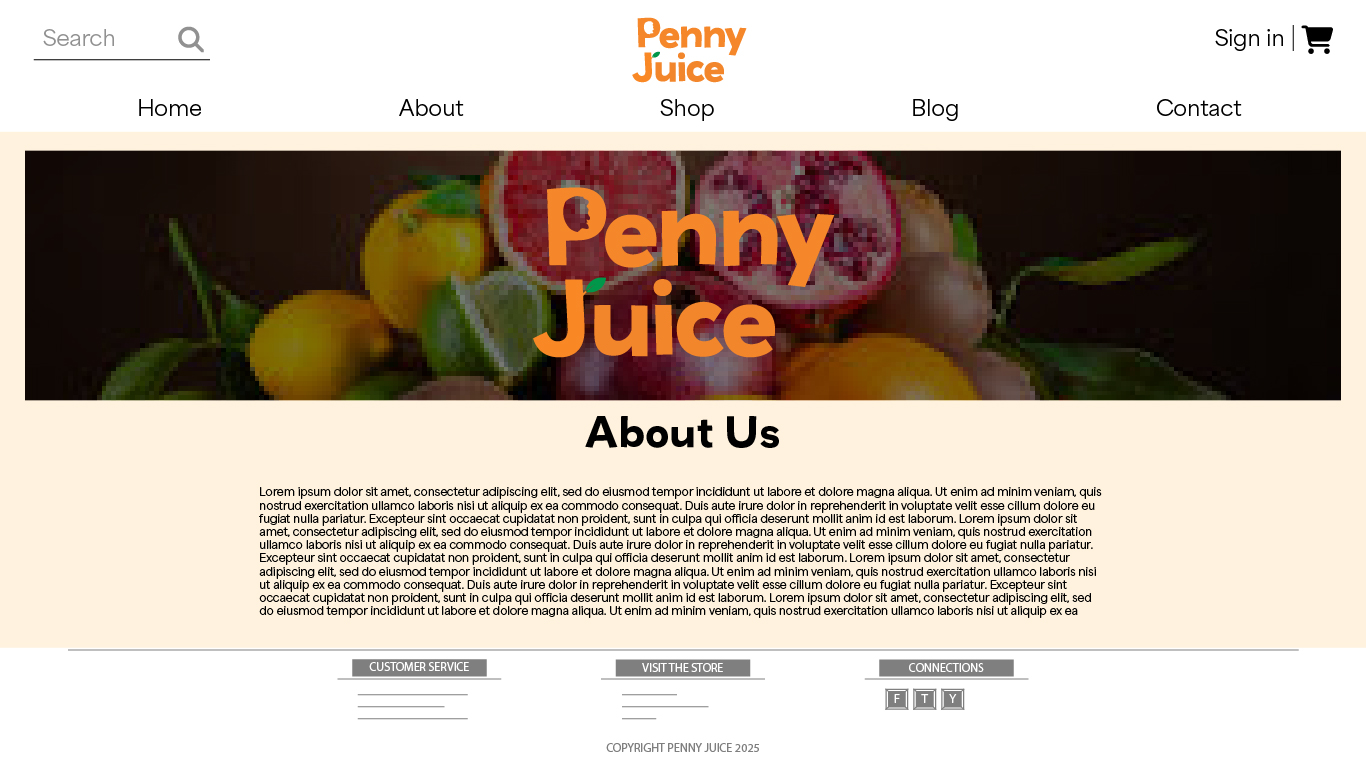 Search
Penny
Juice
Sign in
Home About Shop Blog Contact
Penny
Juice
About Us
Lorem ipsum dolor sit amet, consectetur adipiscing elit, sed do eiusmod tempor incididunt ut labore et dolore magna aliqua. Ut enim ad minim veniam, quis
nostrud exercitation ullamco laboris nisi ut aliquip ex ea commodo consequat. Duis aute irure dolor in reprehenderit in voluptate velit esse cillum dolore eu
fugiat nulla pariatur. Excepteur sint occaecat cupidatat non proident, sunt in culpa qui officia deserunt mollit anim id est laborum. Lorem ipsum dolor sit
amet, consectetur adipiscing elit, sed do eiusmod tempor incididunt ut labore et dolore magna aliqua. Ut enim ad minim veniam, quis nostrud exercitation
ullamco laboris nisi ut aliquip ex ea commodo consequat. Duis aute irure dolor in reprehenderit in voluptate velit esse cillum dolore eu fugiat nulla pariatur.
Excepteur sint occaecat cupidatat non proident, sunt in culpa qui officia deserunt mollit anim id est laborum. Lorem ipsum dolor sit amet, consectetur
adipiscing elit, sed do eiusmod tempor incididunt ut labore et dolore magna aliqua. Ut enim ad minim veniam, quis nostrud exercitation ullamco laboris nisi
ut aliquip ex ea commodo consequat. Duis aute irure dolor in reprehenderit in voluptate velit esse cillum dolore eu fugiat nulla pariatur. Excepteur sint
occaecat cupidatat non proident, sunt in culpa qui officia deserunt mollit anim id est laborum. Lorem ipsum dolor sit amet, consectetur adipiscing elit, sed
do eiusmod tempor incididunt ut labore et dolore magna aliqua. Ut enim ad minim veniam, quis nostrud exercitation ullamco laboris nisi ut aliquip ex ea
CUSTOMER SERVICE
VISIT THE STORE
CONNECTIONS
F T Y
COPYRIGHT PENNY JUICE 2025